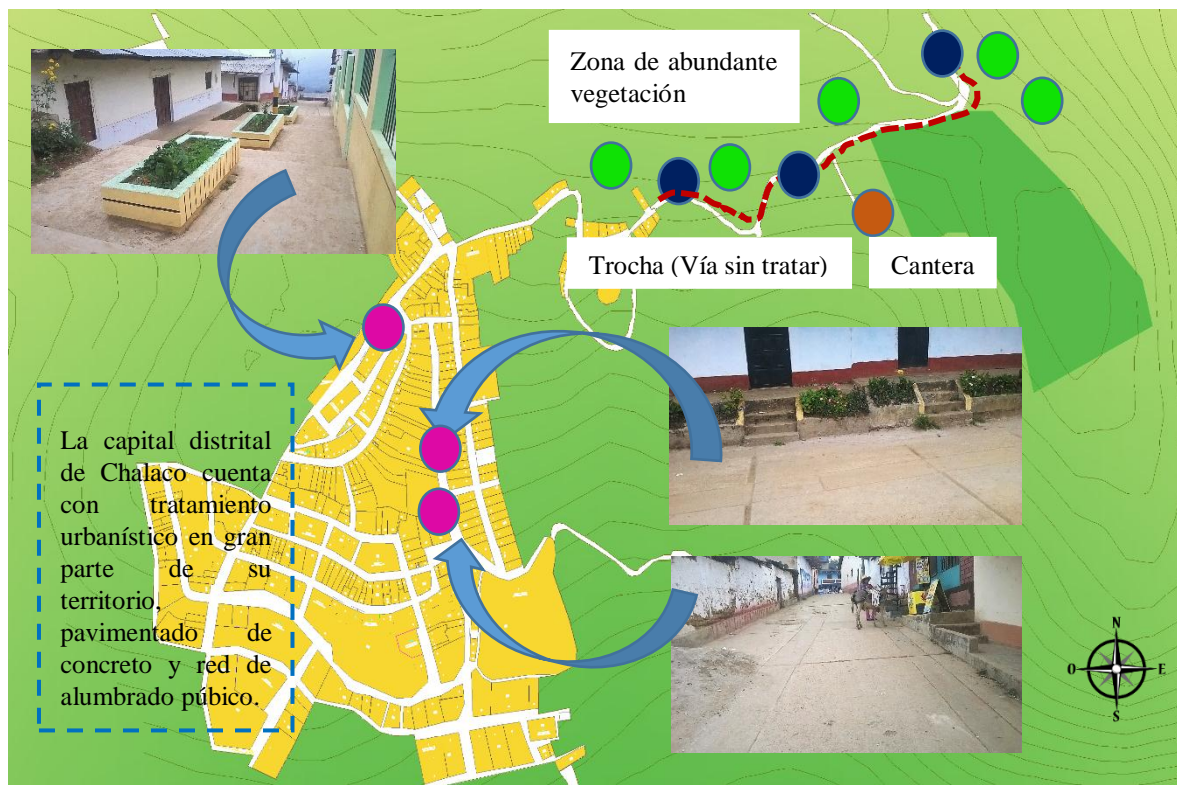 Zona de abundante
vegetación
Trocha (Vía sin tratar)
Cantera
La capital distrital
de Chalaco cuenta
con tratamiento
urbanístico en gran
parte de su
territorio,
pavimentado de
concreto y red de
alumbrado púbico.
N
O
E
S